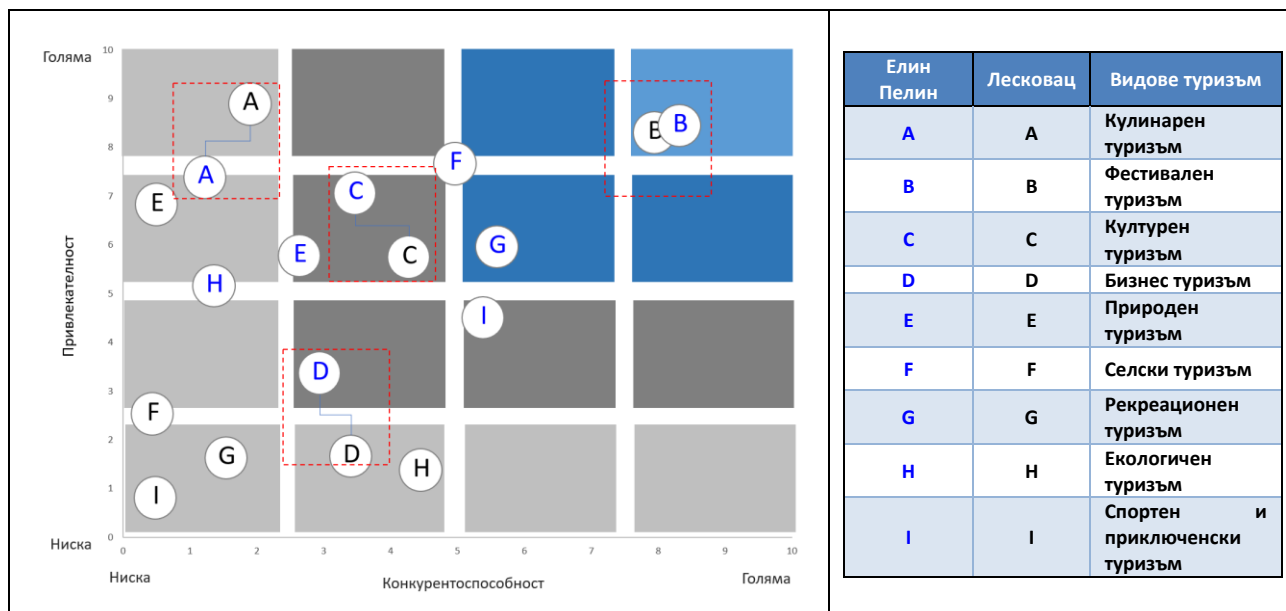 Голяма
10
9
8
7
6
5
4
3
2
1
0
Ниска
Привлекателност
A
B B
F
A
C
E
E
C
G
H
I
D
F
D
G
H
I
0 1 2 3 4 5 6 7 8 9 10
Ниска
Конкурентоспособност
Голяма
Елин
Пелин
Лесковац
Видове туризъм
A A Кулинарен
туризъм
B B Фестивален
туризъм
C C Културен
туризъм
D D Бизнес туризъм
E E Природен
туризъм
F F Селски туризъм
G G Рекреационен
туризъм
H H Екологичен
туризъм
I I Спортен и
приключенски
туризъм